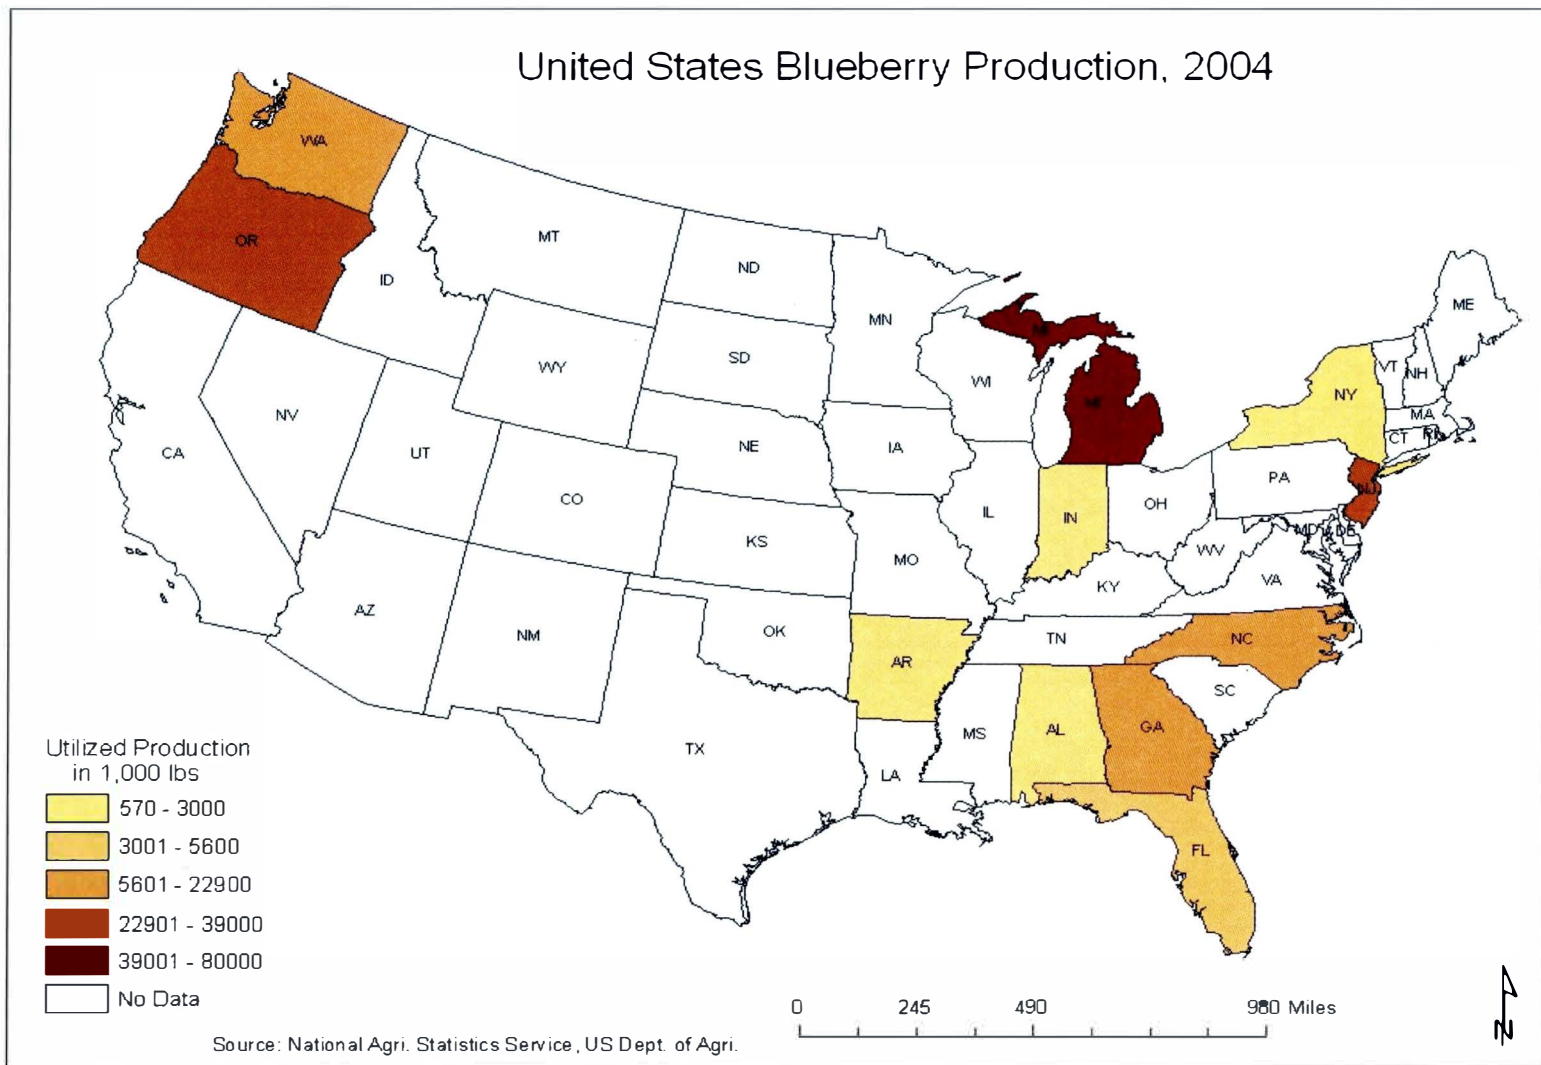 United States Blueberry Production, 2004
WA
OR
MT
ID
ND
MN
ME
SD
WI
WY
MI
VT
NH
NY
MI
NV
MA
CT
RI
CA
UT
NE
IA
PA
NJ
CO
IL
IN
OH
KS
MD
DE
WV
MO
VA
KY
AZ
NM
OK
TN
NC
AR
SC
TX
MS
AL
GA
LA
FL
Utilized Production
in 1,000 lbs
570 - 3000
3001 - 5600
5601 - 22900
22901 - 39000
39001 - 80000
No Data
0 245 490 980 Miles
N
Source: National Agri. Statistics Service, US Dept. of Agri.